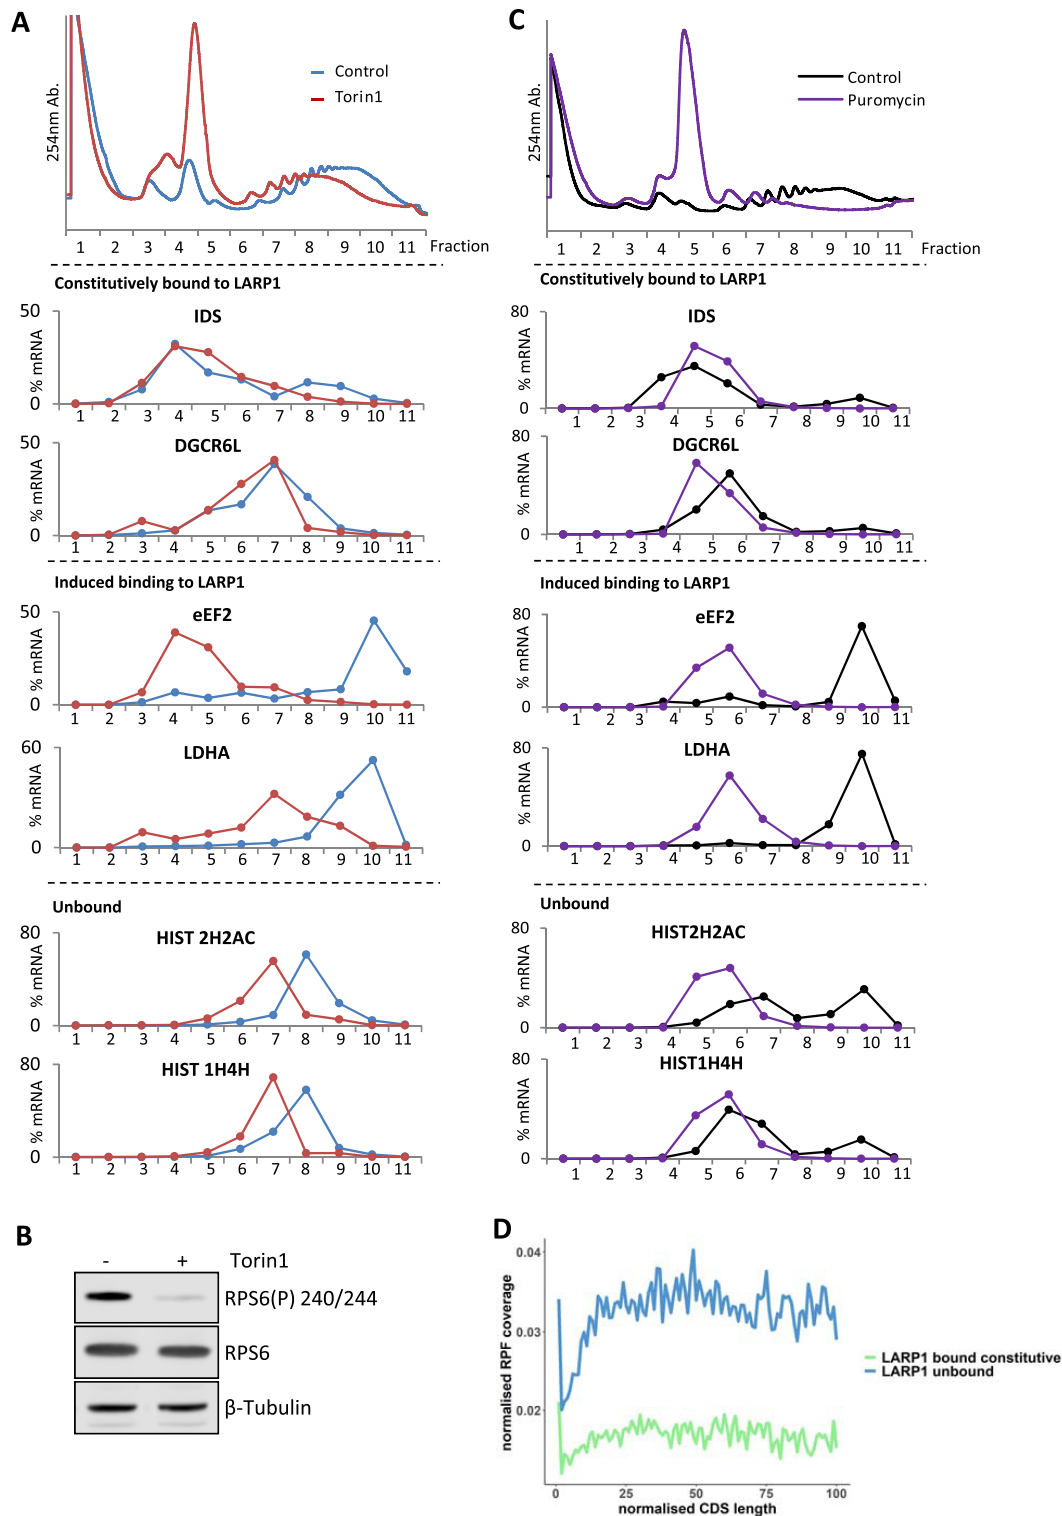 A
254nm Ab.
Control
Torin1
1 2 3 4 5 6 7 8 9 10 11 Fraction
Constitutively bound to LARP1
50
IDS
% mRNA
0
1 2 3 4 5 6 7 8 9 10 11
50
DGCR6L
% mRNA
0
1 2 3 4 5 6 7 8 9 10 11
Induced binding to LARP1
50
eEF2
% mRNA
0
1 2 3 4 5 6 7 8 9 10 11
60
LDHA
% mRNA
0
1 2 3 4 5 6 7 8 9 10 11
Unbound
80
HIST 2H2AC
% mRNA
0
1 2 3 4 5 6 7 8 9 10 11
80
HIST 1H4H
% mRNA
0
1 2 3 4 5 6 7 8 9 10 11
B
- + Torin1
RPS6(P) 240/244
RPS6
β-Tubulin
C
254nm Ab.
Control
Puromycin
1 2 3 4 5 6 7 8 9 10 11 Fraction
Constitutively bound to LARP1
80
IDS
% mRNA
0
1 2 3 4 5 6 7 8 9 10 11
80
DGCR6L
% mRNA
0
1 2 3 4 5 6 7 8 9 10 11
Induced binding to LARP1
80
eEF2
% mRNA
0
1 2 3 4 5 6 7 8 9 10 11
80
LDHA
% mRNA
0
1 2 3 4 5 6 7 8 9 10 11
Unbound
80
HIST2H2AC
% mRNA
0
1 2 3 4 5 6 7 8 9 10 11
80
HIST1H4H
% mRNA
0
1 2 3 4 5 6 7 8 9 10 11
D
normalised RPF coverage
0.04
0.03
0.02
0 25 50 75 100
normalised CDS length
LARP1 bound constitutive
LARP1 unbound